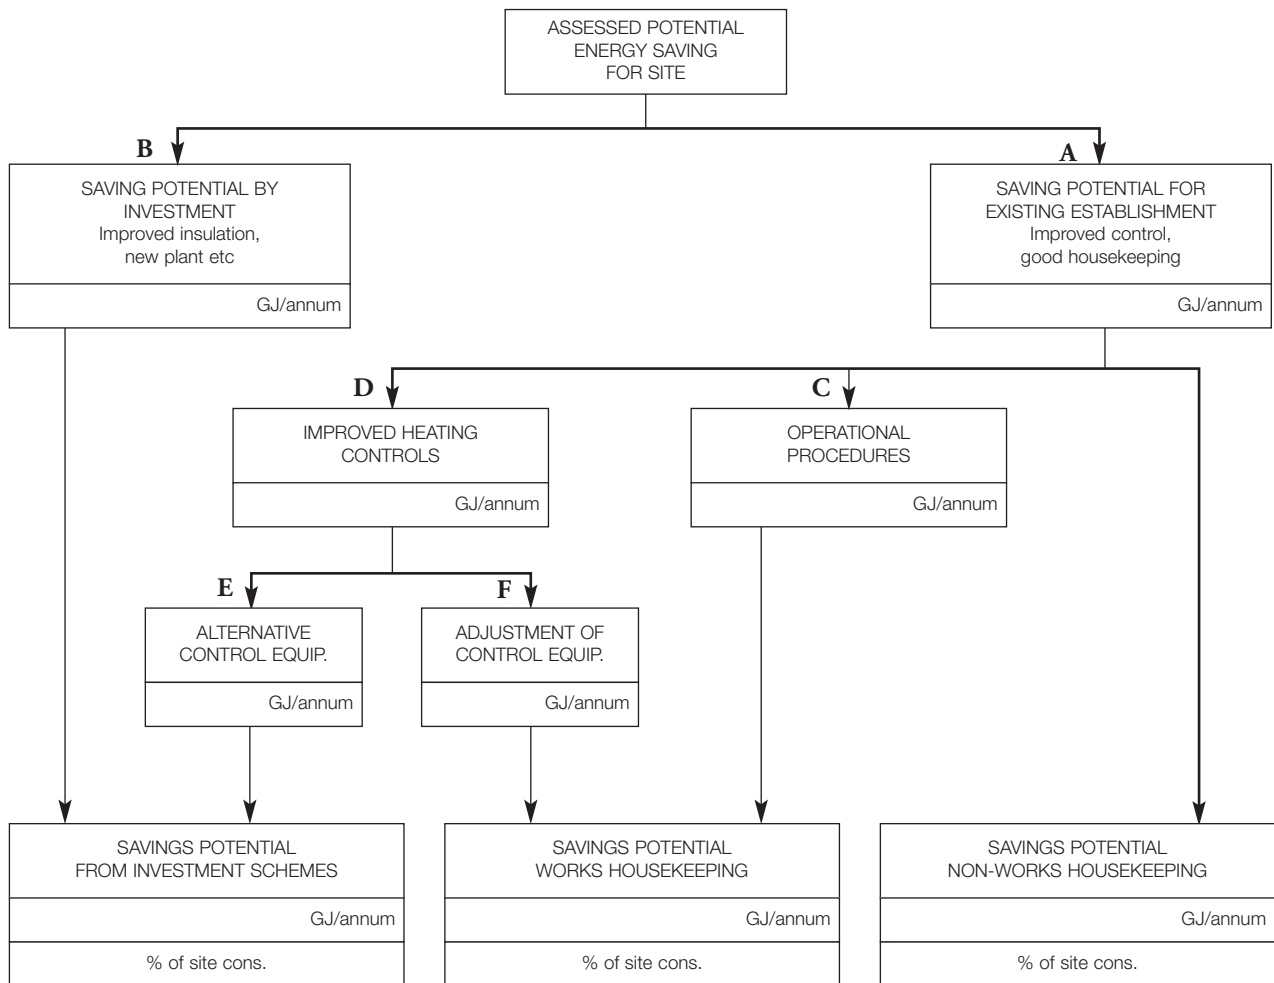 ASSESSED POTENTIAL
ENERGY SAVING
FOR SITE
B
A
SAVING POTENTIAL BY
INVESTMENT
Improved insulation,
new plant etc
GJ/annum
SAVING POTENTIAL FOR
EXISTING ESTABLISHMENT
Improved control,
good housekeeping
GJ/annum
D
C
IMPROVED HEATING
CONTROLS
GJ/annum
OPERATIONAL
PROCEDURES
GJ/annum
E
F
ALTERNATIVE
CONTROL EQUIP.
GJ/annum
ADJUSTMENT OF
CONTROL EQUIP.
GJ/annum
SAVINGS POTENTIAL
FROM INVESTMENT SCHEMES
GJ/annum
% of site cons.
SAVINGS POTENTIAL
WORKS HOUSEKEEPING
GJ/annum
% of site cons.
SAVINGS POTENTIAL
NON-WORKS HOUSEKEEPING
GJ/annum
% of site cons.